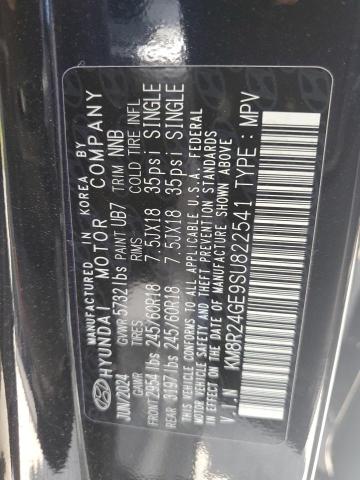 MANUFACTURED IN KOREA BY
HYUNDAI MOTOR COMPANY
JUN/2024 GVWR 5732 lbs PAINT UB7 TRIM NNB
GAWR TIRES RIMS COLD TIRE INFL
FRONT 2954 lbs 245/60R18 7.5JX18 35psi SINGLE
REAR 3197 lbs 245/60R18 7.5JX18 35psi SINGLE
THIS VEHICLE CONFORMS TO ALL APPLICABLE U.S.A. FEDERAL
MOTOR VEHICLE SAFETY AND THEFT PREVENTION STANDARDS
IN EFFECT ON THE DATE OF MANUFACTURE SHOWN ABOVE
V.I.N KM8R24GE9SU822541 TYPE : MPV